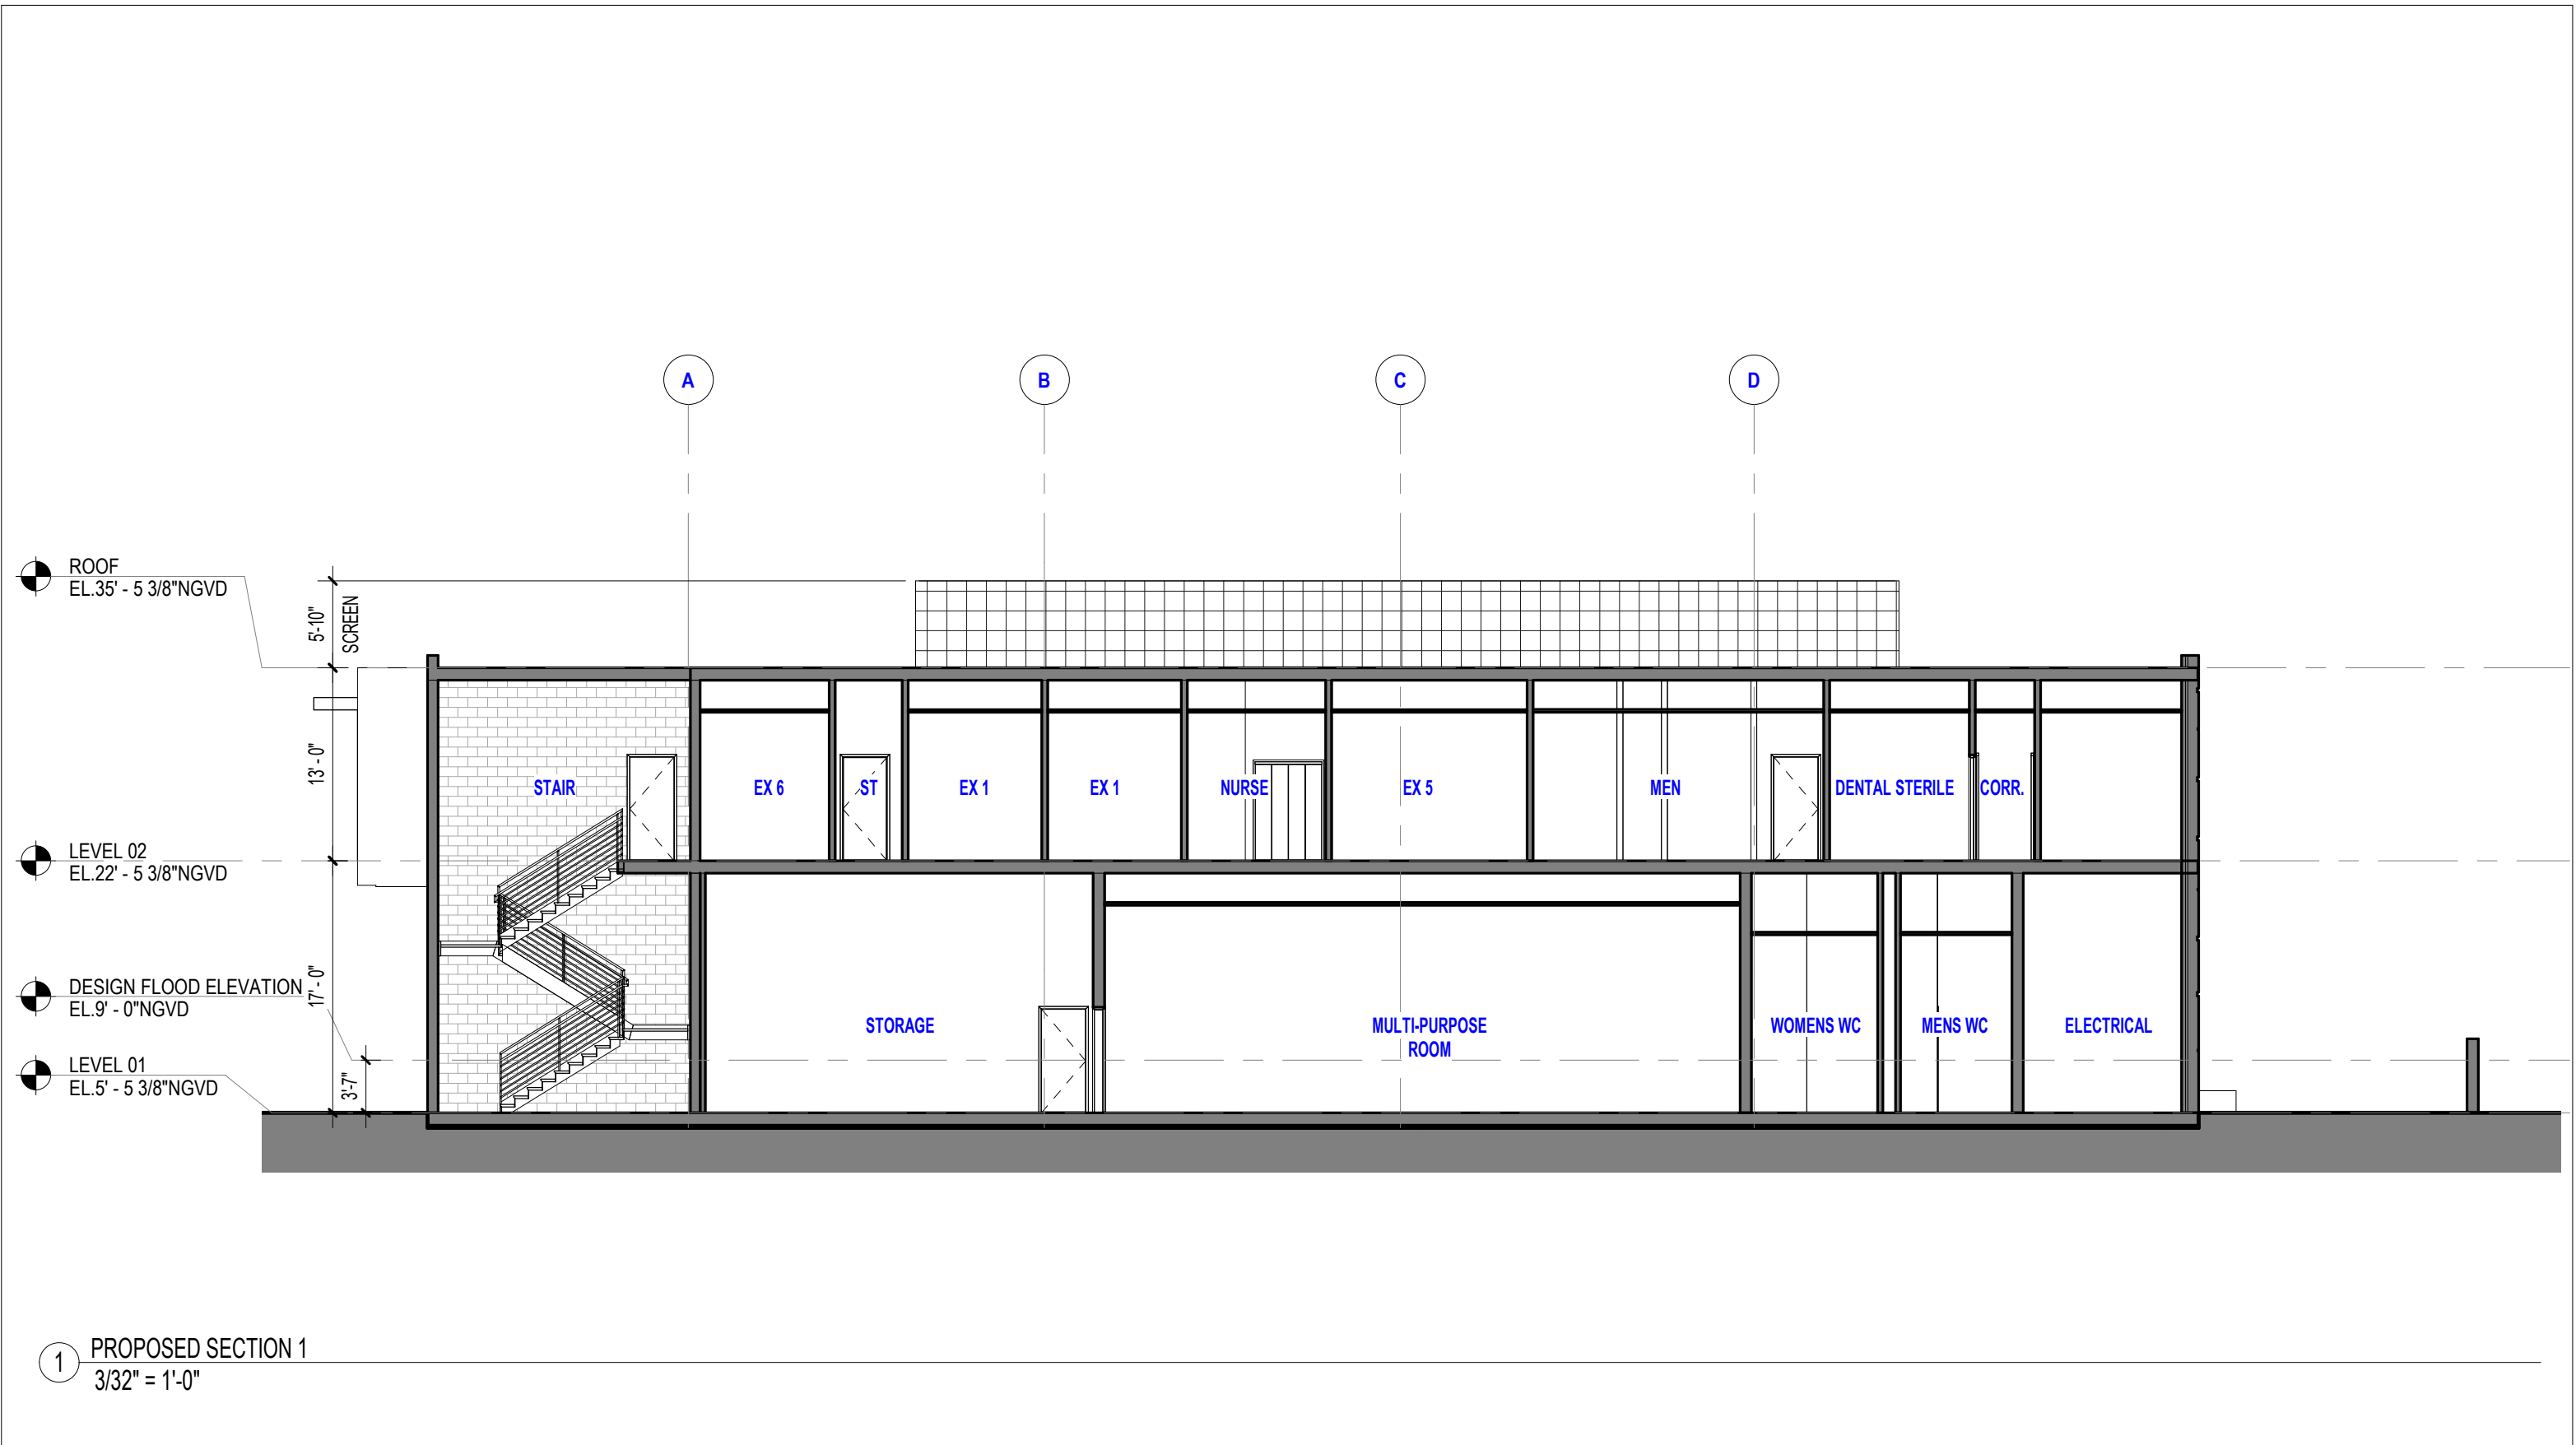 A
B
C
D
ROOF
EL.35' - 5 3/8"NGVD
5'-10"
SCREEN
13' - 0"
STAIR
EX 6
ST
EX 1
EX 1
NURSE
EX 5
MEN
DENTAL STERILE
CORR.
LEVEL 02
EL.22' - 5 3/8"NGVD
17' - 0"
DESIGN FLOOD ELEVATION
EL.9' - 0"NGVD
STORAGE
MULTI-PURPOSE
ROOM
WOMENS WC
MENS WC
ELECTRICAL
LEVEL 01
EL.5' - 5 3/8"NGVD
3'-7"
1
PROPOSED SECTION 1
3/32" = 1'-0"